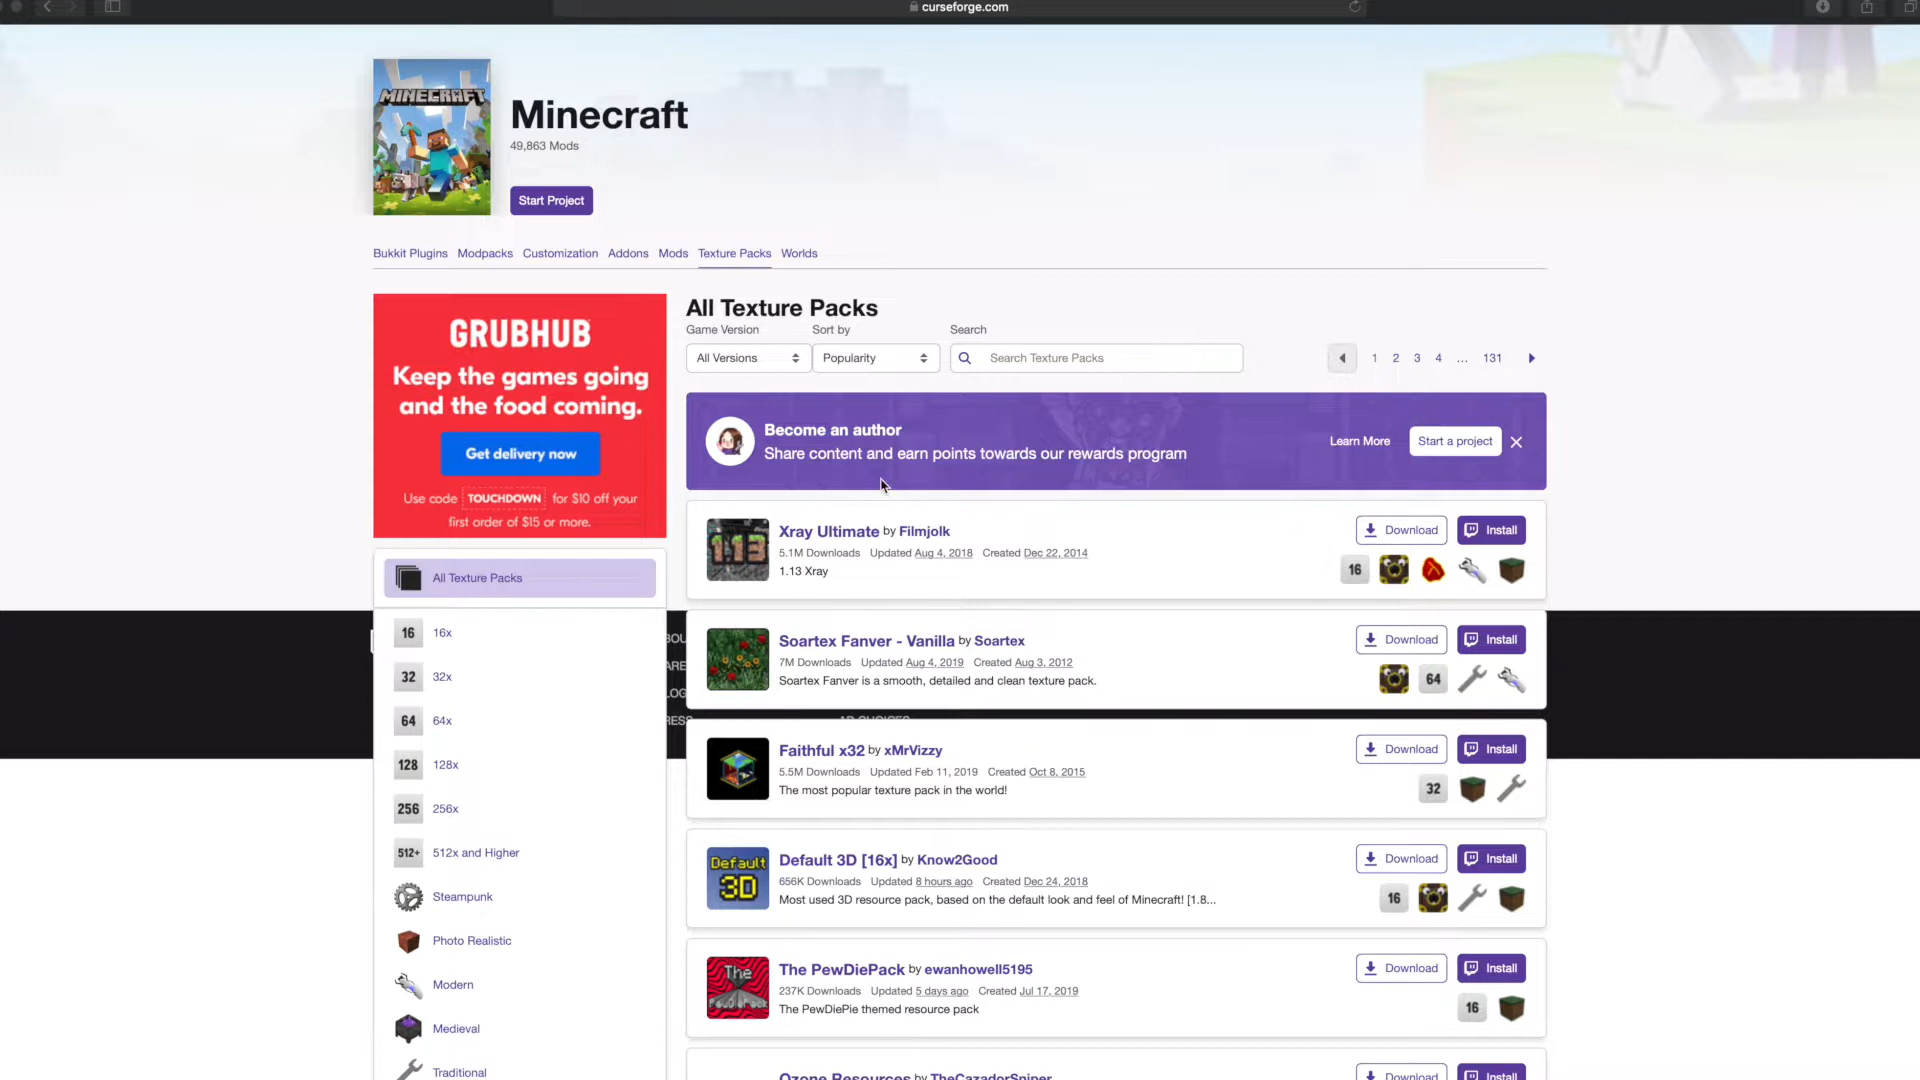 curseforge.com
MINECRAFT
Minecraft
49,863 Mods
Start Project
Bukkit Plugins Modpacks Customization Addons Mods Texture Packs Worlds
GRUBHUB
Keep the games going
and the food coming.
Get delivery now
Use code TOUCHDOWN for $10 off your
first order of $15 or more.
All Texture Packs
16 16x
32 32x
64 64x
128 128x
256 256x
512+ 512x and Higher
Steampunk
Photo Realistic
Modern
Medieval
Traditional
All Texture Packs
Game Version Sort by Search
All Versions Popularity Search Texture Packs 1 2 3 4 ... 131
Become an author
Share content and earn points towards our rewards program
Learn More Start a project
1.13
Xray Ultimate by Filmjolk
5.1M Downloads Updated Aug 4, 2018 Created Dec 22, 2014
1.13 Xray
Download Install
16
Soartex Fanver - Vanilla by Soartex
7M Downloads Updated Aug 4, 2019 Created Aug 3, 2012
Soartex Fanver is a smooth, detailed and clean texture pack.
Download Install
64
AD CHOICES
Faithful x32 by xMrVizzy
5.5M Downloads Updated Feb 11, 2019 Created Oct 8, 2015
The most popular texture pack in the world!
Download Install
32
Default
3D
Default 3D [16x] by Know2Good
656K Downloads Updated 8 hours ago Created Dec 24, 2018
Most used 3D resource pack, based on the default look and feel of Minecraft! [1.8...
Download Install
16
The
PewDiePack
The PewDiePack by ewanhowell5195
237K Downloads Updated 5 days ago Created Jul 17, 2019
The PewDiePie themed resource pack
Download Install
16
Ozone Resources by TheCazadorSniper
Download Install